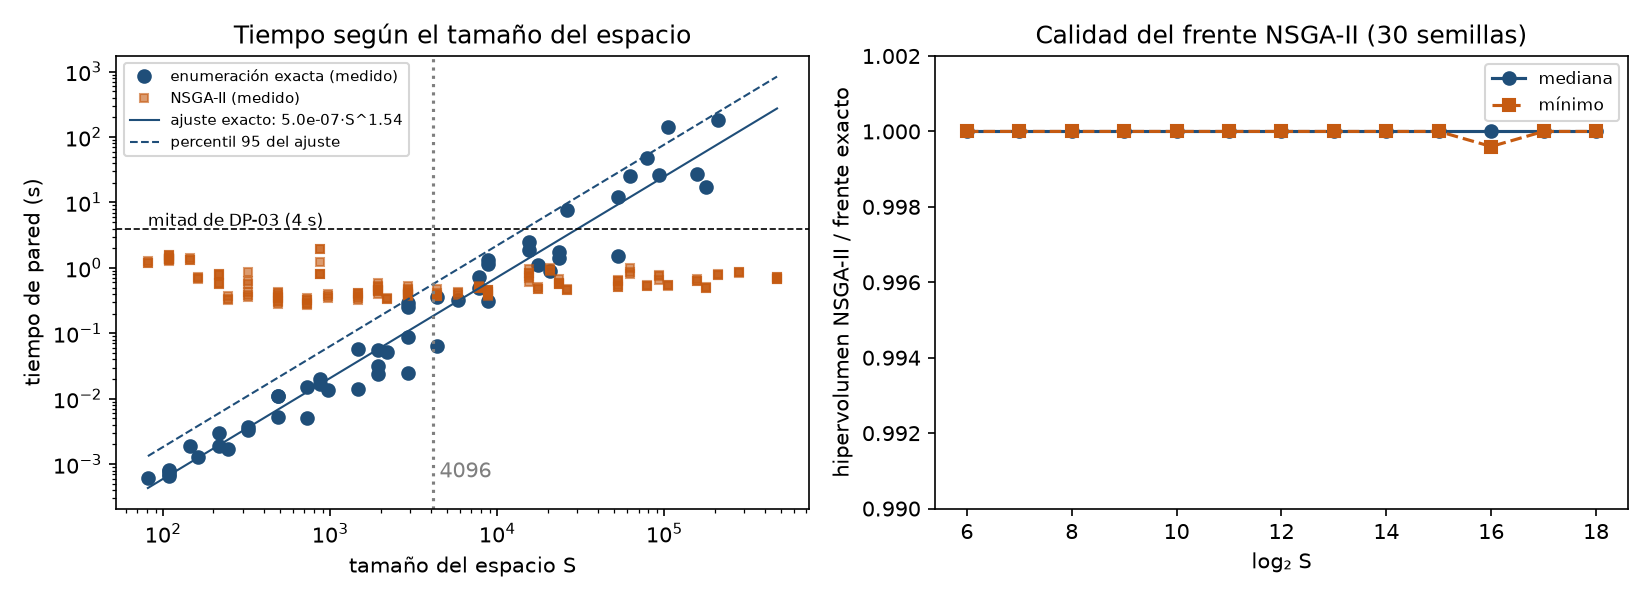 Tiempo según el tamaño del espacio
enumeración exacta (medido)
NSGA-II (medido)
ajuste exacto: 5.0e-07·S^1.54
percentil 95 del ajuste
mitad de DP-03 (4 s)
4096
10³
10²
10¹
10⁰
10⁻¹
10⁻²
10⁻³
tiempo de pared (s)
10² 10³ 10⁴ 10⁵
tamaño del espacio S
Calidad del frente NSGA-II (30 semillas)
mediana
mínimo
1.002
1.000
0.998
0.996
0.994
0.992
0.990
hipervolumen NSGA-II / frente exacto
6 8 10 12 14 16 18
log₂ S